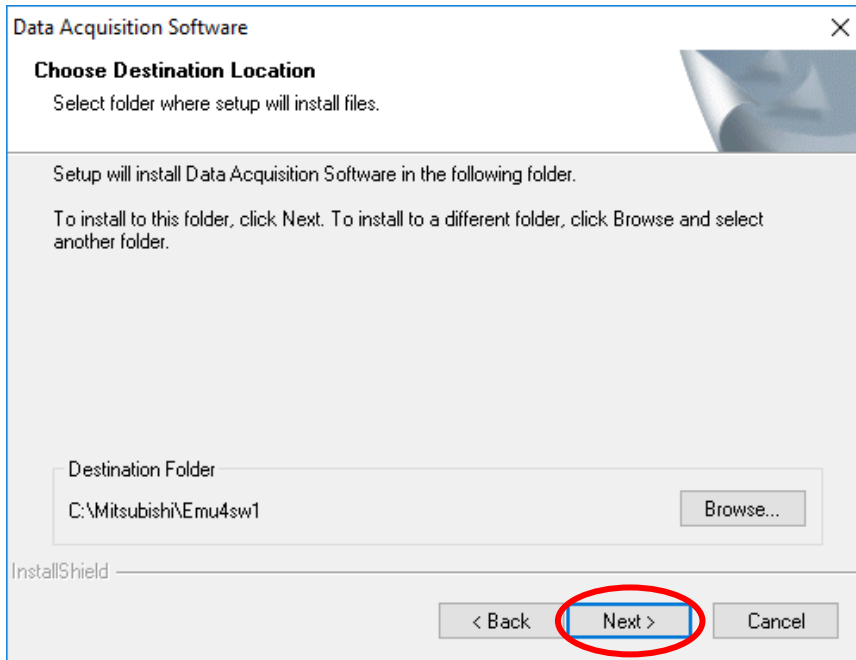 Data Acquisition Software
Choose Destination Location
Select folder where setup will install files.
Setup will install Data Acquisition Software in the following folder.
To install to this folder, click Next. To install to a different folder, click Browse and select
another folder.
Destination Folder
C:\Mitsubishi\Emu4sw1
Browse...
InstallShield
< Back
Next >
Cancel